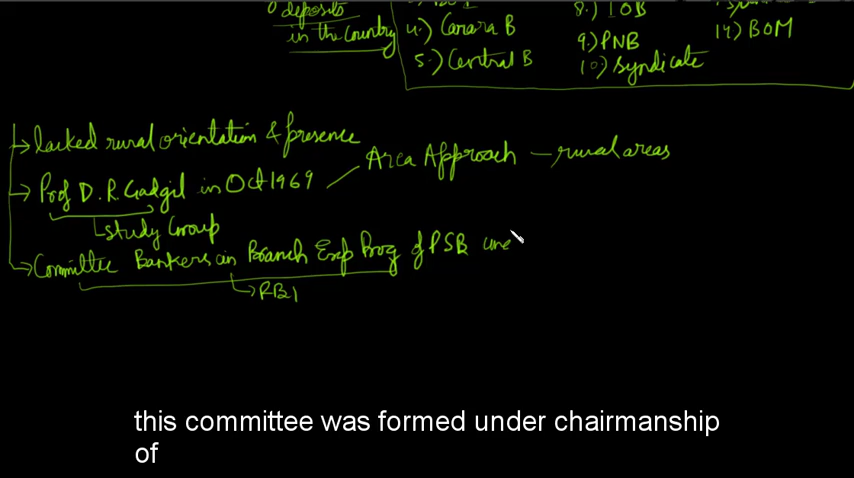 deposits
in the Country
4.) Canara B
5.) Central B
8.) IOB
9.) PNB
10.) Syndicate
14) BOM
→ lacked rural orientation & presence
→ Prof D. R. Gadgil in Oct 1969
Area Approach — rural areas
study Group
→ Committee Bankers on Branch Exp Prog of PSB une
→ RBI
this committee was formed under chairmanship
of